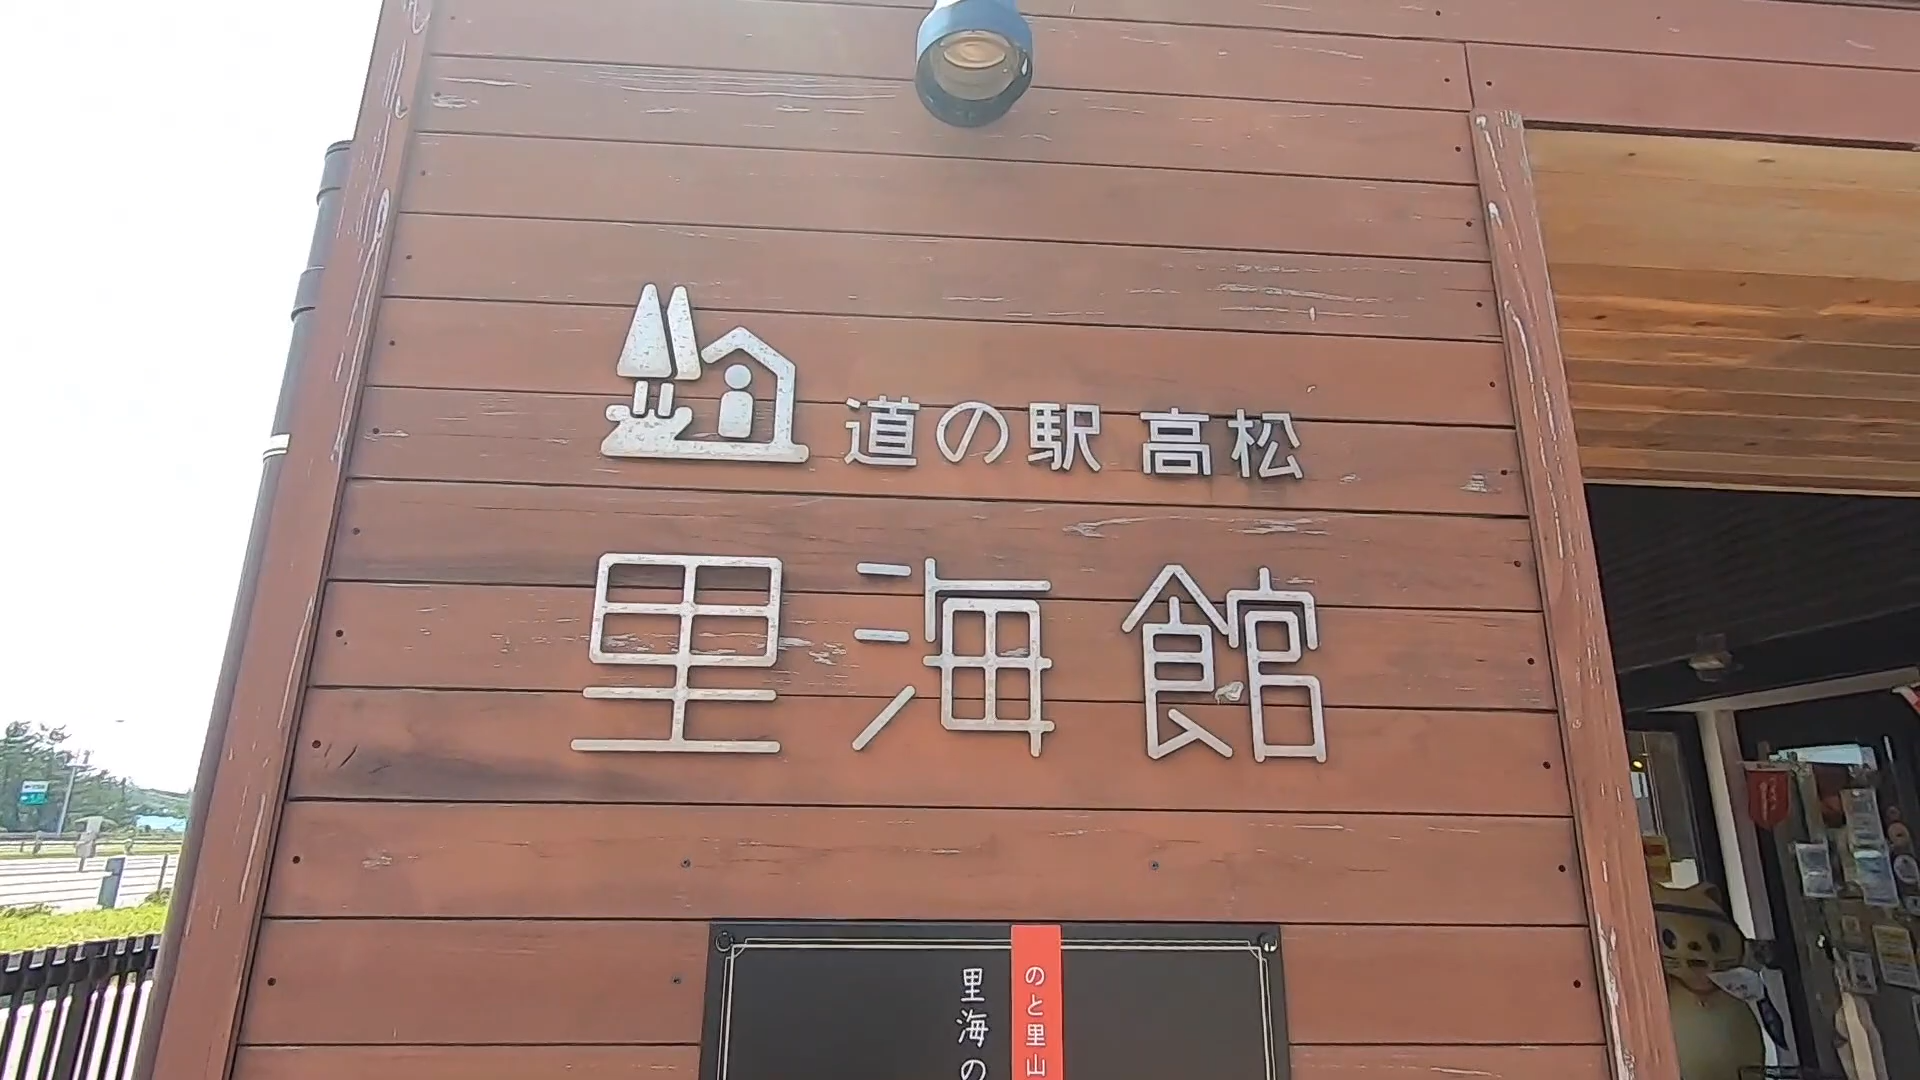 道の駅 高松
里海館
のと里山
里海の